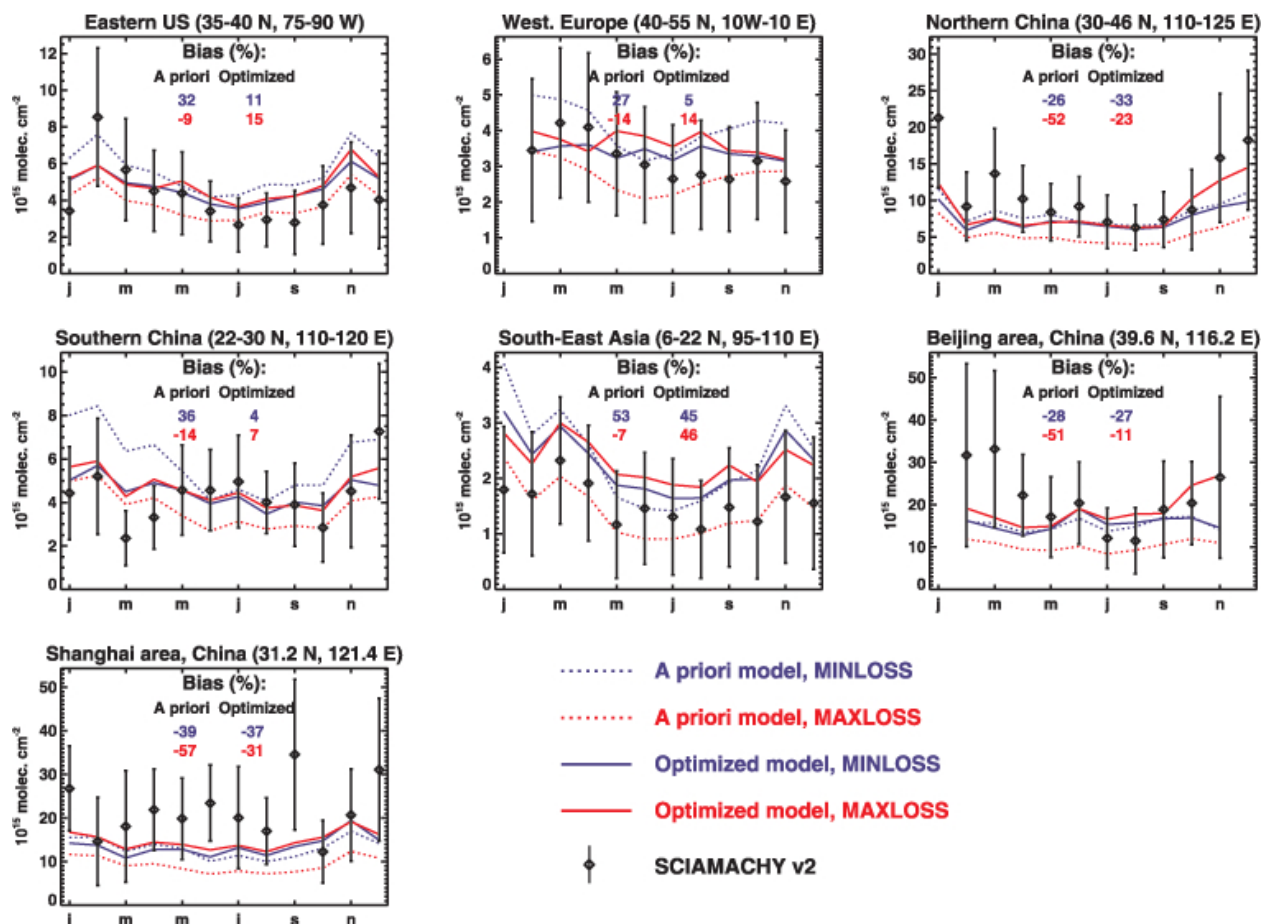 Eastern US (35-40 N, 75-90 W)
12
10
8
6
4
2
0
10¹⁵ molec. cm⁻²
Bias (%):
A priori Optimized
32 11
-9 15
j m m j s n
West. Europe (40-55 N, 10W-10 E)
6
5
4
3
2
1
0
10¹⁵ molec. cm⁻²
Bias (%):
A priori Optimized
27 5
-14 14
j m m j s n
Northern China (30-46 N, 110-125 E)
30
25
20
15
10
5
0
10¹⁵ molec. cm⁻²
Bias (%):
A priori Optimized
-26 -33
-52 -23
j m m j s n
Southern China (22-30 N, 110-120 E)
10
8
6
4
2
0
10¹⁵ molec. cm⁻²
Bias (%):
A priori Optimized
36 4
-14 7
j m m j s n
South-East Asia (6-22 N, 95-110 E)
4
3
2
1
0
10¹⁵ molec. cm⁻²
Bias (%):
A priori Optimized
53 45
-7 46
j m m j s n
Beijing area, China (39.6 N, 116.2 E)
50
40
30
20
10
0
10¹⁵ molec. cm⁻²
Bias (%):
A priori Optimized
-28 -27
-51 -11
j m m j s n
Shanghai area, China (31.2 N, 121.4 E)
50
40
30
20
10
0
10¹⁵ molec. cm⁻²
Bias (%):
A priori Optimized
-39 -37
-57 -31
j m m j s n
A priori model, MINLOSS
A priori model, MAXLOSS
Optimized model, MINLOSS
Optimized model, MAXLOSS
SCIAMACHY v2